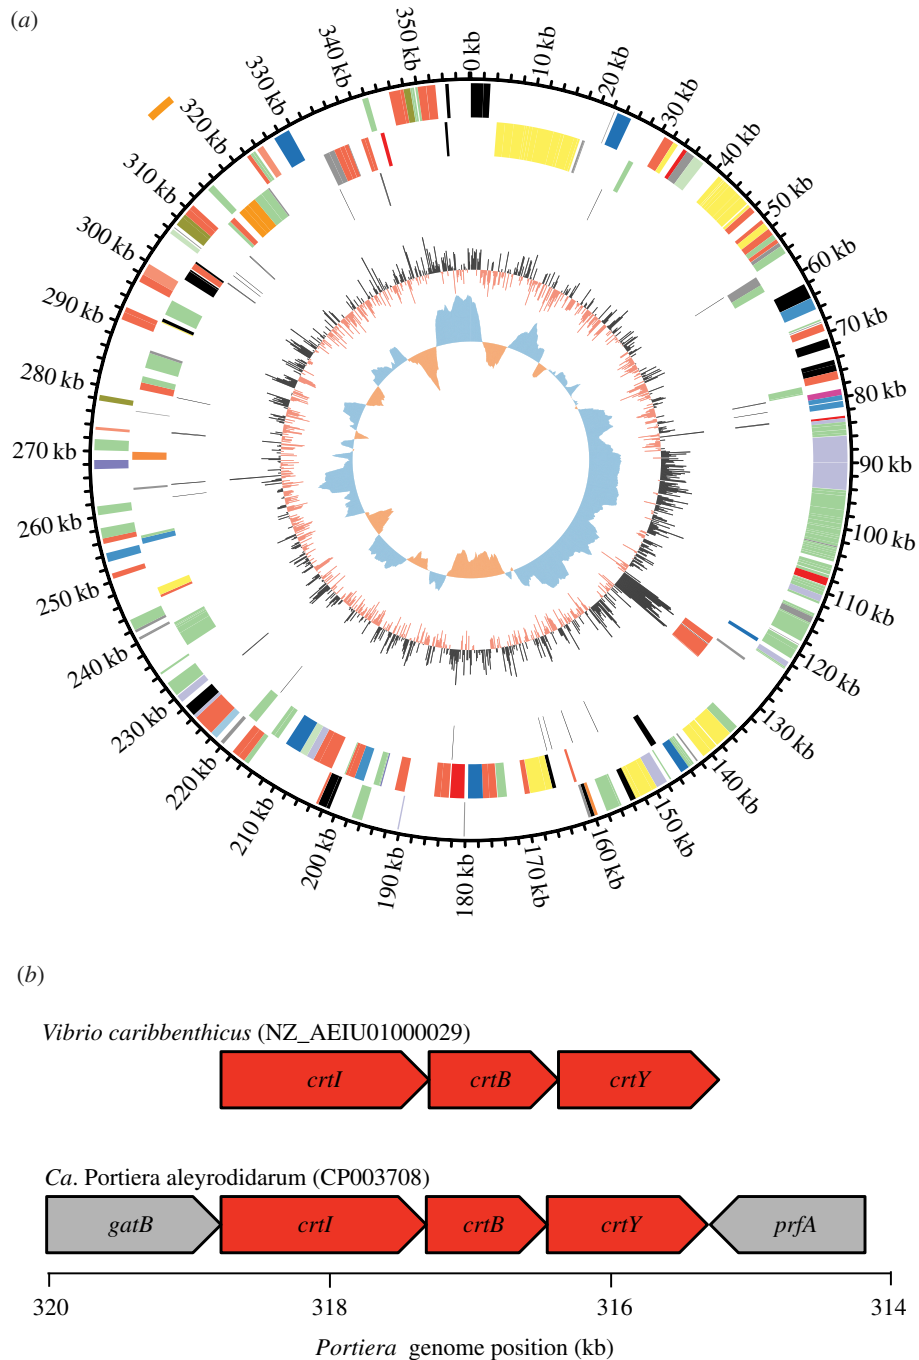 (a)
0 kb
10 kb
20 kb
30 kb
40 kb
50 kb
60 kb
70 kb
80 kb
90 kb
100 kb
110 kb
120 kb
130 kb
140 kb
150 kb
160 kb
170 kb
180 kb
190 kb
200 kb
210 kb
220 kb
230 kb
240 kb
250 kb
260 kb
270 kb
280 kb
290 kb
300 kb
310 kb
320 kb
330 kb
340 kb
350 kb
(b)
Vibrio caribbenthicus (NZ_AEIU01000029)
crtI crtB crtY
Ca. Portiera aleyrodidarum (CP003708)
gatB crtI crtB crtY prfA
320 318 316 314
Portiera genome position (kb)